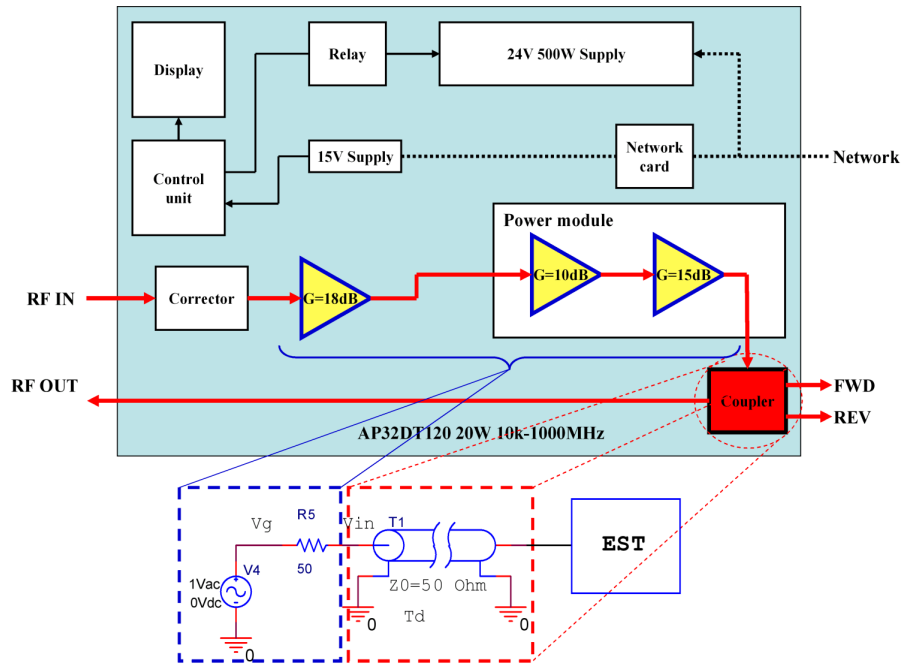 Display
Relay
24V 500W Supply
Control
unit
15V Supply
Network
card
Network
Power module
RF IN
Corrector
G=18dB
G=10dB
G=15dB
RF OUT
Coupler
FWD
REV
AP32DT120 20W 10k-1000MHz
Vg
R5
50
Vin
T1
V4
1Vac
0Vdc
Z0=50 Ohm
Td
0
0
0
EST